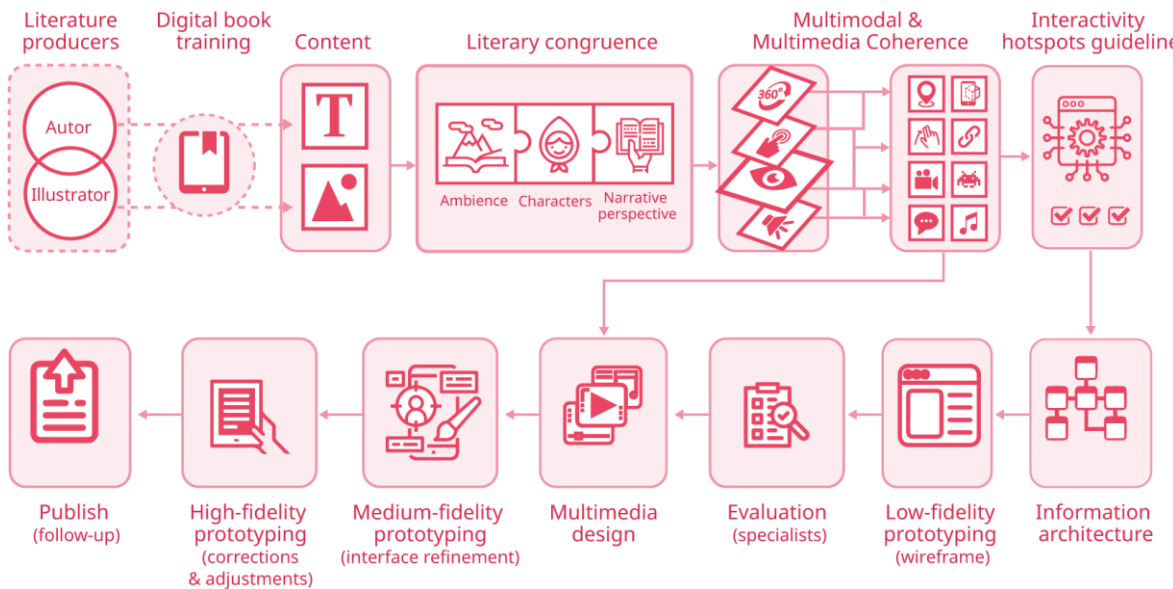 Literature
producers
Digital book
training
Content
Literary congruence
Multimodal &
Multimedia Coherence
Interactivity
hotspots guideline
Autor
Illustrator
T
360°
Ambience
Characters
Narrative
perspective
Publish
(follow-up)
High-fidelity
prototyping
(corrections
& adjustments)
Medium-fidelity
prototyping
(interface refinement)
Multimedia
design
Evaluation
(specialists)
Low-fidelity
prototyping
(wireframe)
Information
architecture